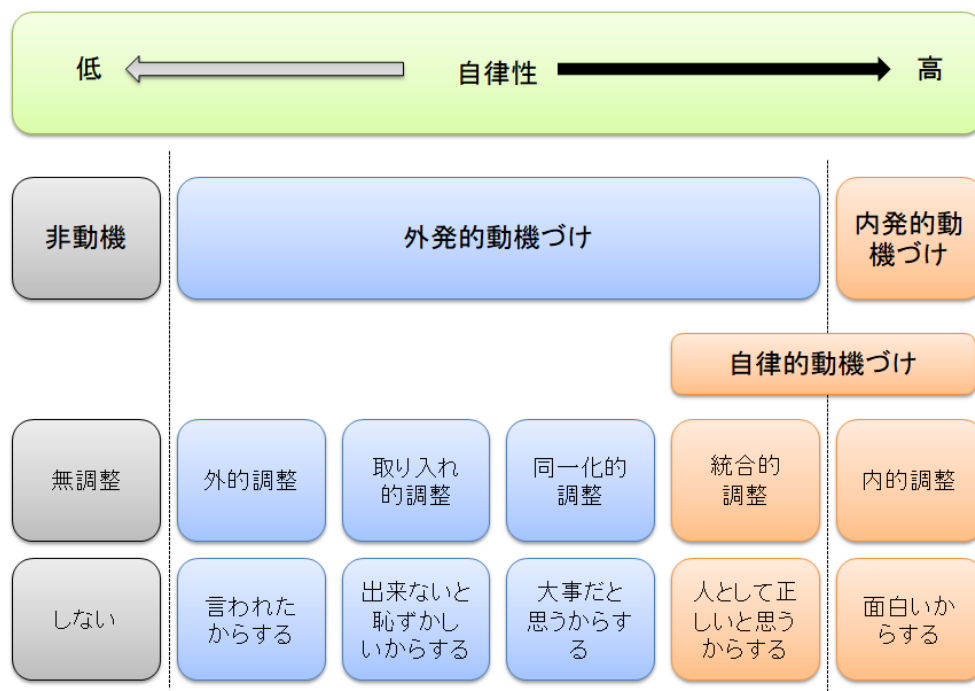 低
自律性
高
非動機
外発的動機づけ
内発的動
機づけ
自律的動機づけ
無調整
外的調整
取り入れ
的調整
同一化的
調整
統合的
調整
内的調整
しない
言われた
からする
出来ないと
恥ずかし
いからする
大事だと
思うからす
る
人として正
しいと思う
からする
面白いか
らする